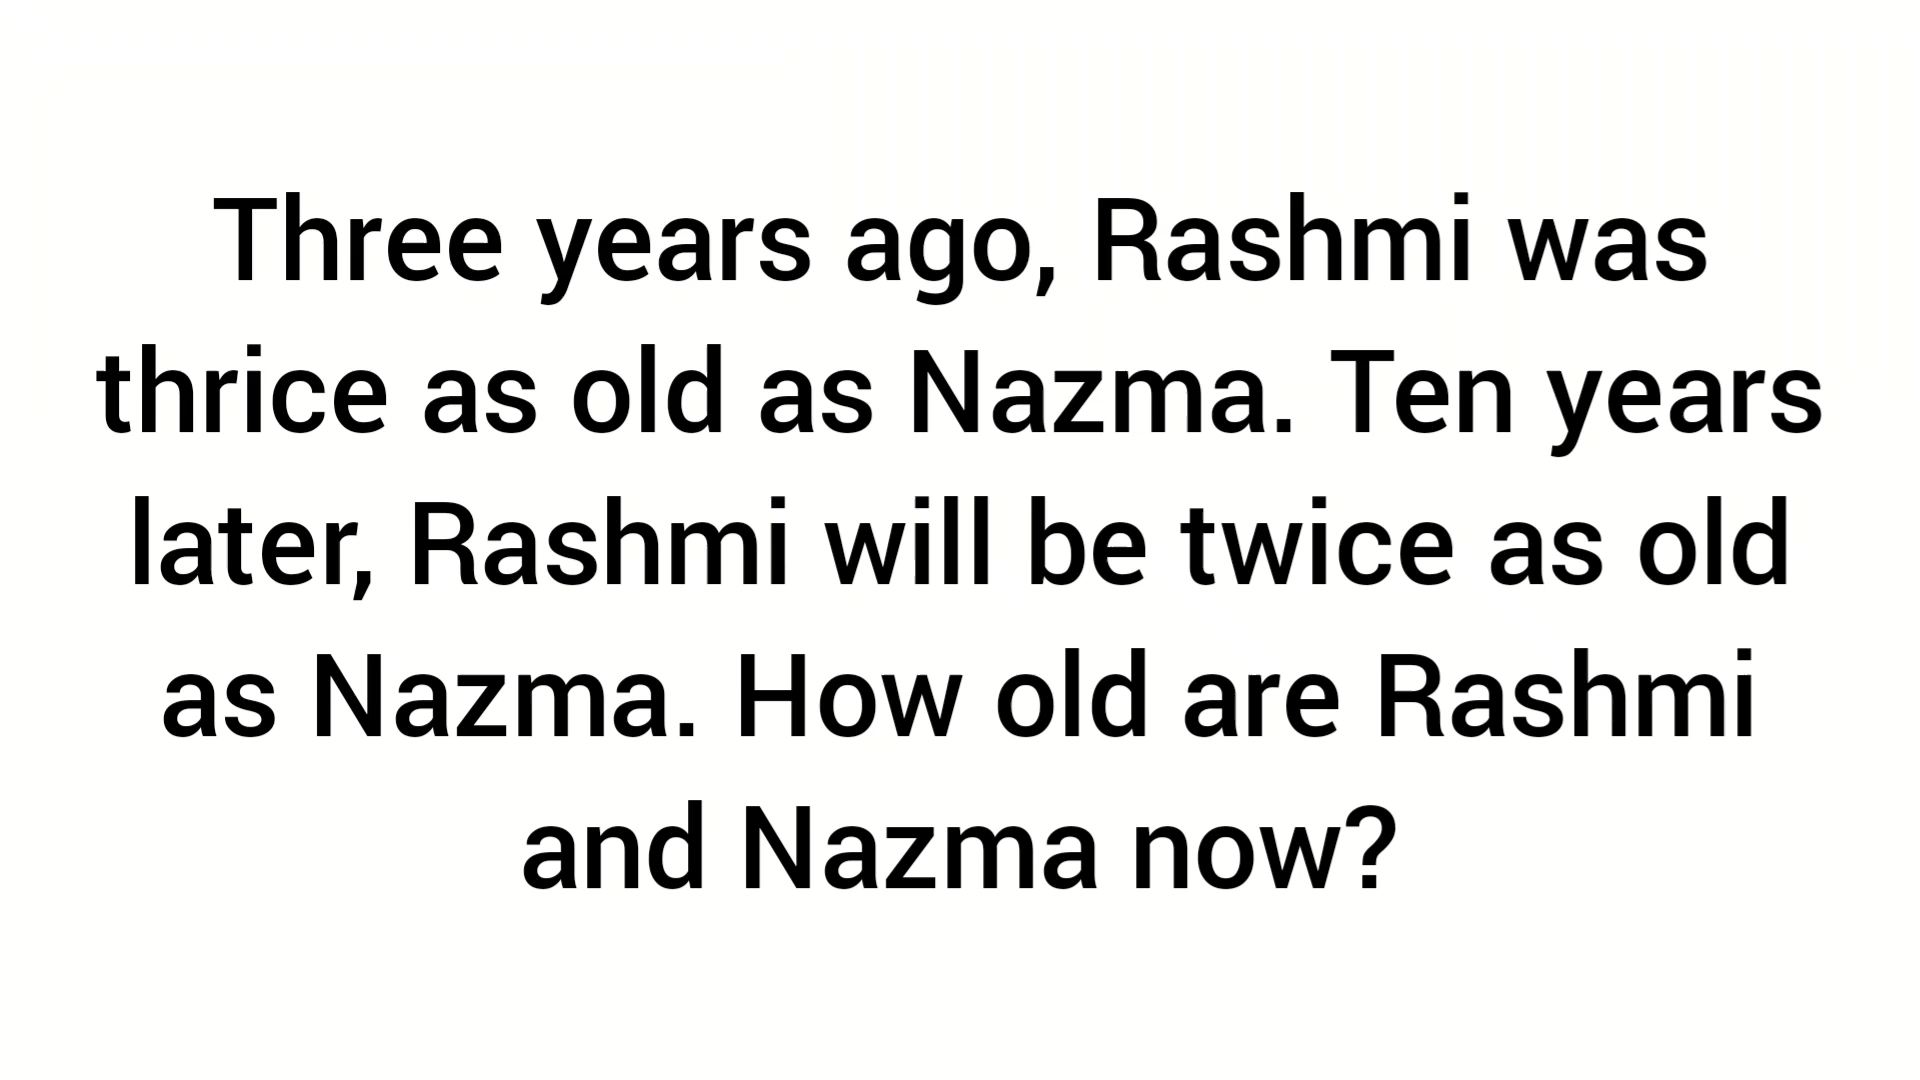 Three years ago, Rashmi was
thrice as old as Nazma. Ten years
later, Rashmi will be twice as old
as Nazma. How old are Rashmi
and Nazma now?